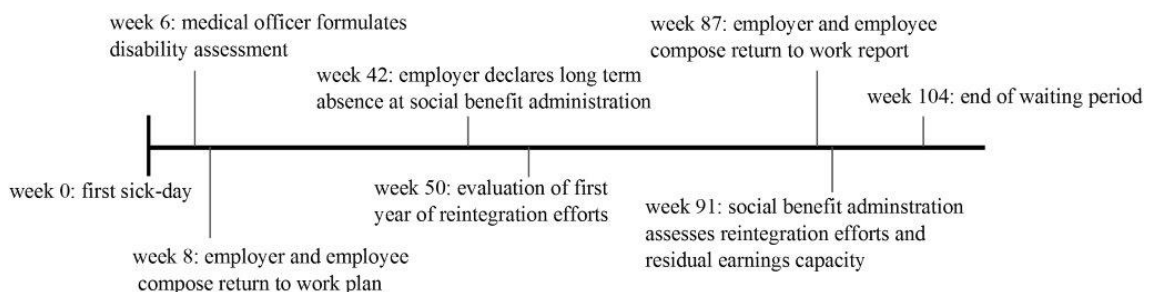 week 6: medical officer formulates
disability assessment
week 42: employer declares long term
absence at social benefit administration
week 87: employer and employee
compose return to work report
week 104: end of waiting period
week 0: first sick-day
week 8: employer and employee
compose return to work plan
week 50: evaluation of first
year of reintegration efforts
week 91: social benefit adminstration
assesses reintegration efforts and
residual earnings capacity